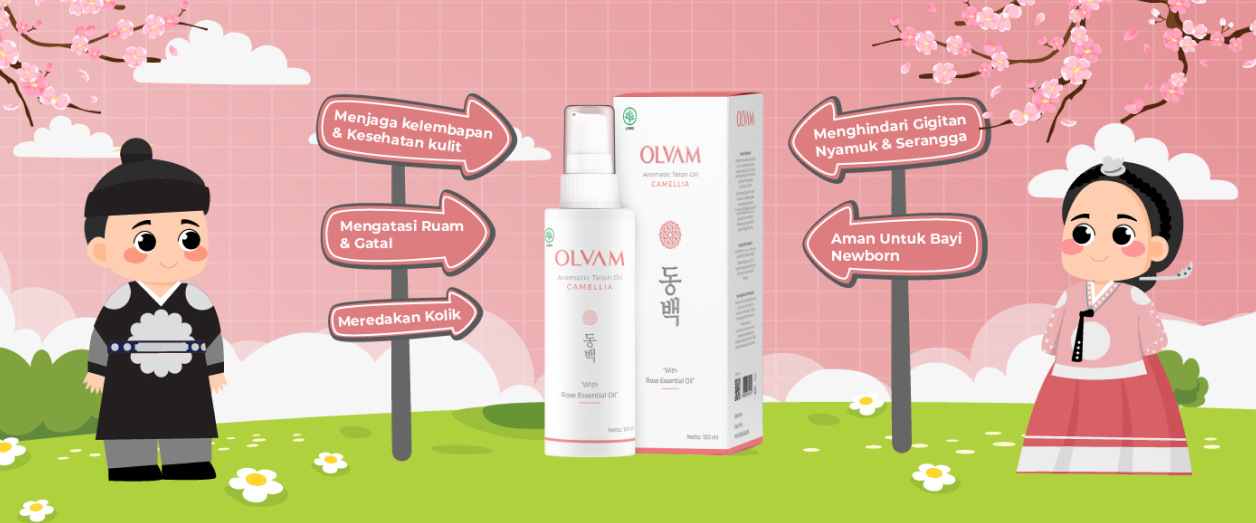 Menjaga kelembapan
& Kesehatan kulit
Mengatasi Ruam
& Gatal
Meredakan Kolik
OLVAM
Aromatic Telon Oil
CAMELLIA
동
백
"With
Rose Essential Oil"
Netto: 100 ml
OLVAM
Aromatic Telon Oil
CAMELLIA
동
백
"With
Rose Essential Oil"
Netto: 100 ml
OLVAM
Menghindari Gigitan
Nyamuk & Serangga
Aman Untuk Bayi
Newborn